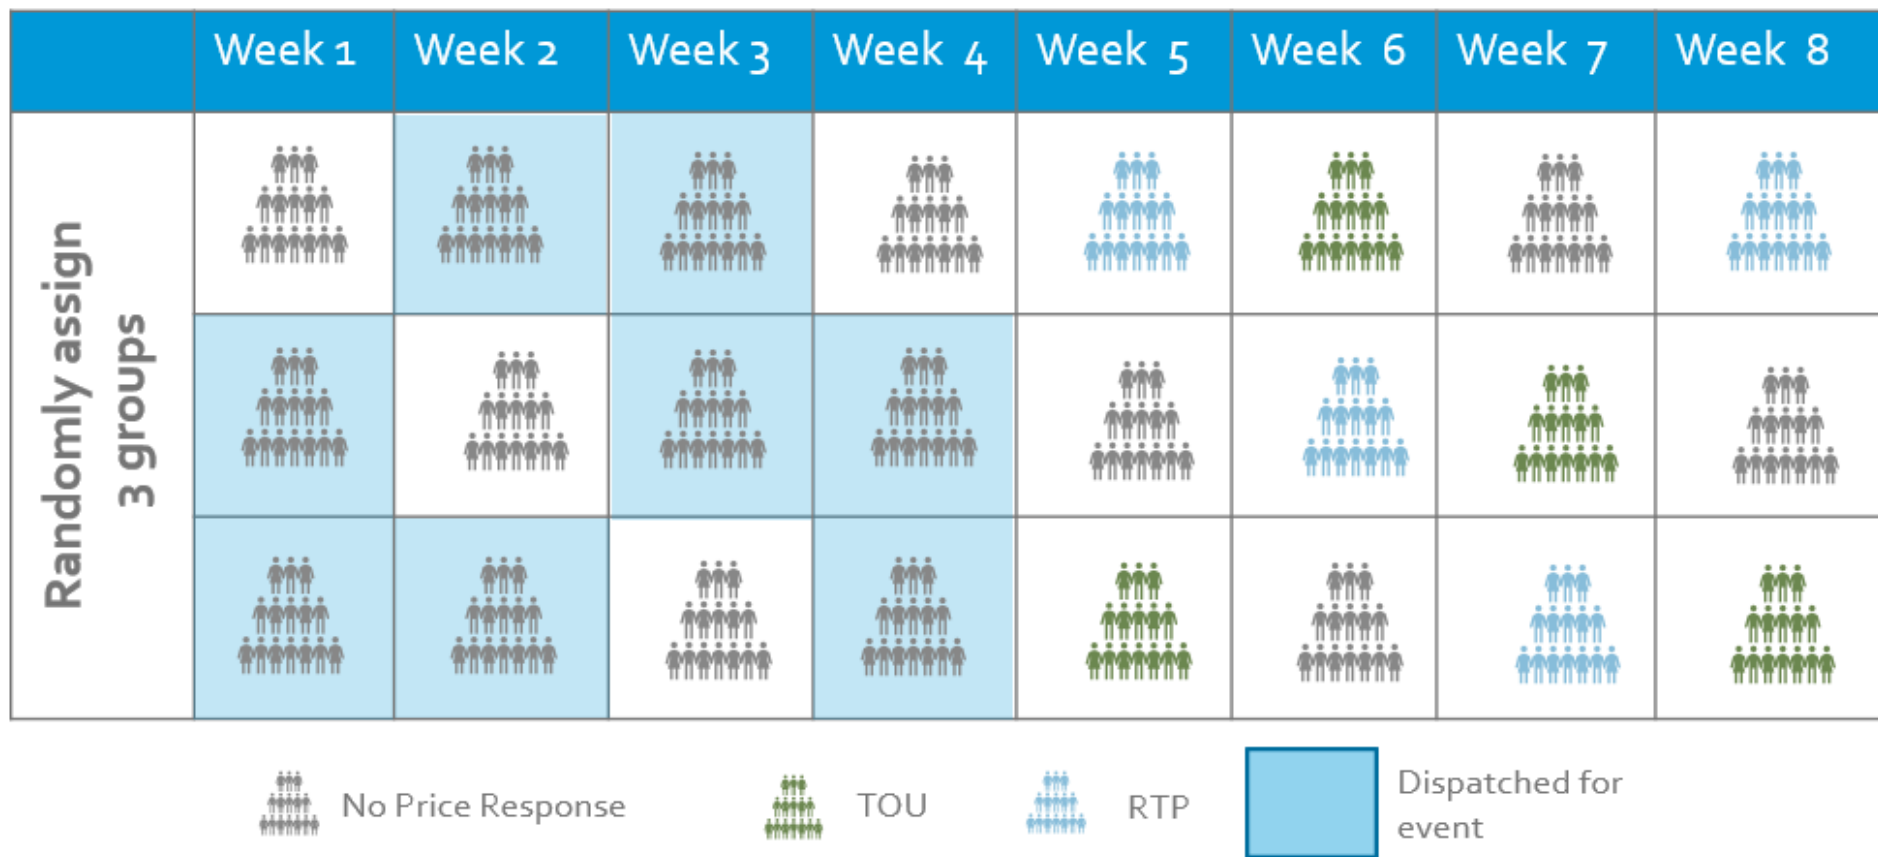 Week 1 Week 2 Week 3 Week 4 Week 5 Week 6 Week 7 Week 8
Randomly assign
3 groups
No Price Response
TOU
RTP
Dispatched for
event